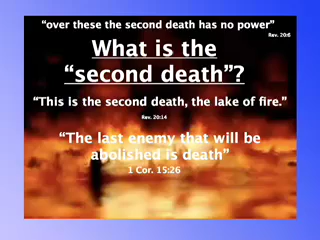 “over these the second death has no power”
Rev. 20:6
What is the
“second death”?
“This is the second death, the lake of fire.”
Rev. 20:14
“The last enemy that will be
abolished is death”
1 Cor. 15:26